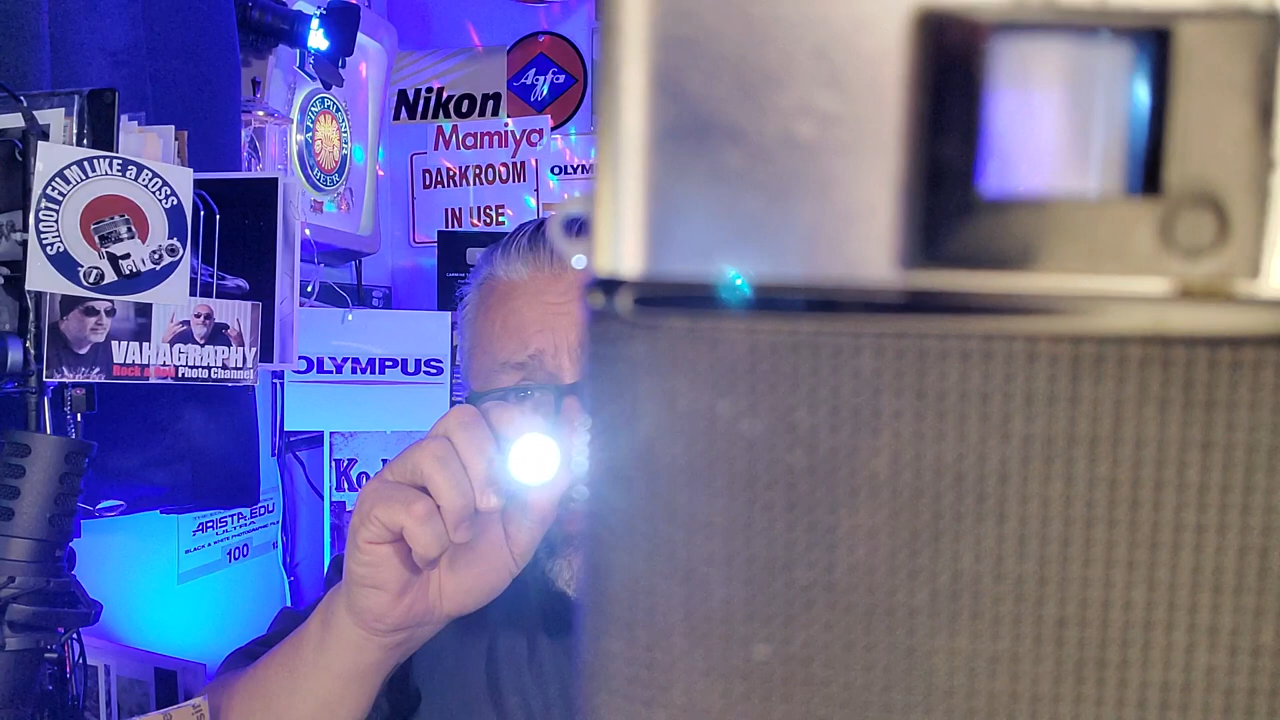 Nikon
Agfa
Mamiya
DARKROOM
IN USE
OLYM
A FINE PILSNER
BEER
SHOOT FILM LIKE a BOSS
VAHAGRAPHY
Rock & Roll Photo Channel
OLYMPUS
Ko
ARISTA.EDU
ULTRA
BLACK & WHITE PHOTOGRAPHIC FILM
100